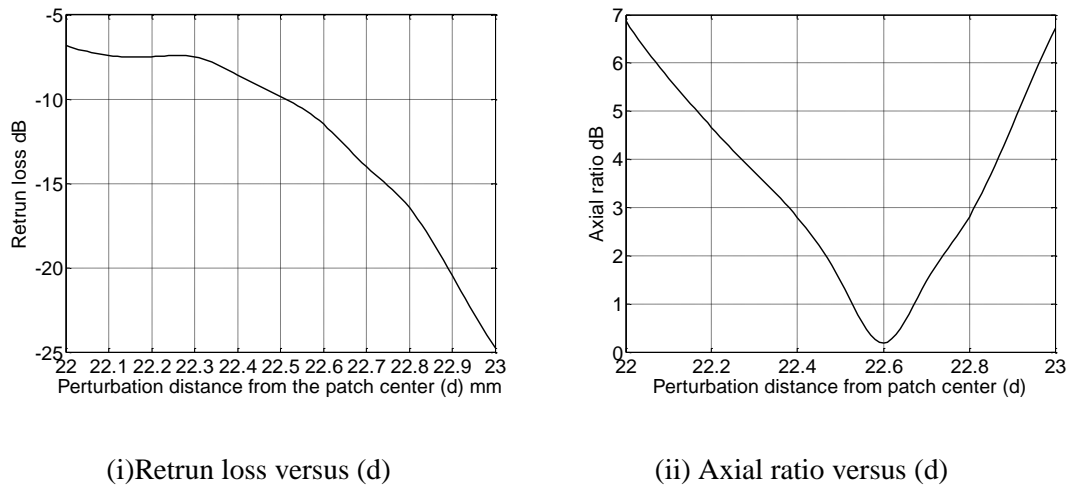 -5
-10
-15
-20
-25
Retrun loss dB
22 22.1 22.2 22.3 22.4 22.5 22.6 22.7 22.8 22.9 23
Perturbation distance from the patch center (d) mm
7
6
5
4
3
2
1
0
Axial ratio dB
22 22.2 22.4 22.6 22.8 23
Perturbation distance from patch center (d)
(i)Retrun loss versus (d)
(ii) Axial ratio versus (d)